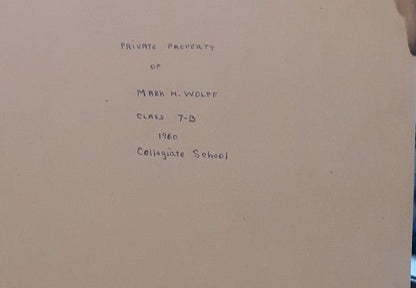 PRIVATE PROPERTY
OF
MARK H. WOLFF
CLASS 7-B
1960
Collegiate School